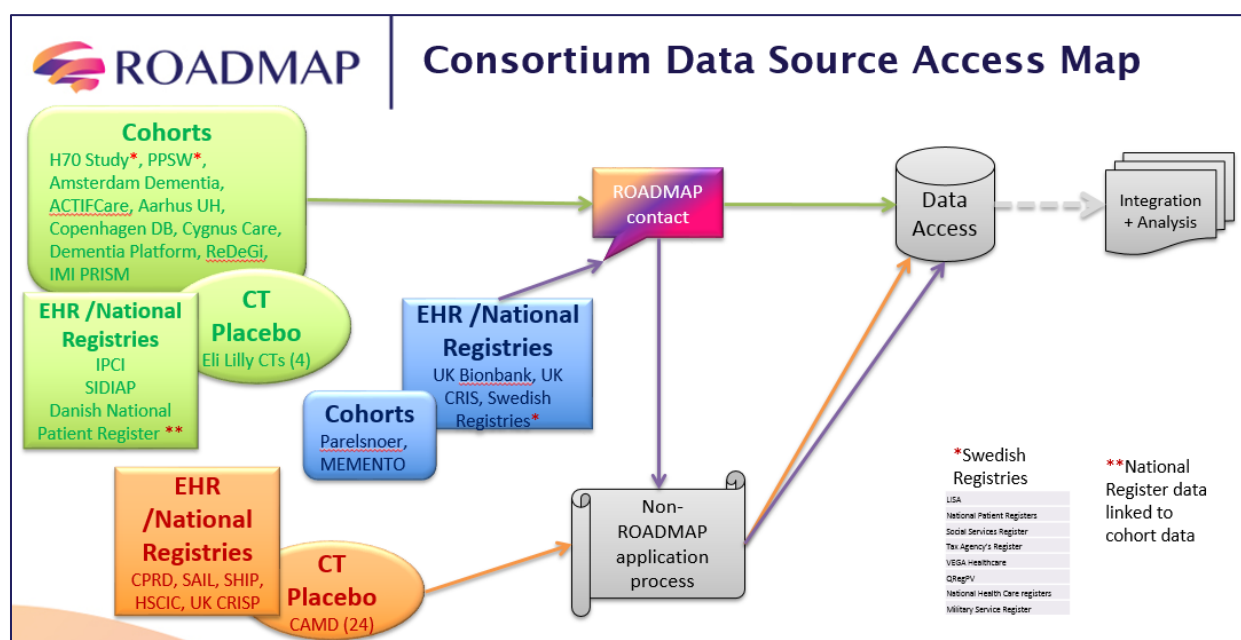 ROADMAP
Consortium Data Source Access Map
Cohorts
H70 Study*, PPSW*,
Amsterdam Dementia,
ACTIFCare, Aarhus UH,
Copenhagen DB, Cygnus Care,
Dementia Platform, ReDeGi,
IMI PRISM
EHR /National
Registries
IPCI
SIDIAP
Danish National
Patient Register **
CT
Placebo
Eli Lilly CTs (4)
EHR /National
Registries
UK Bionbank, UK
CRIS, Swedish
Registries*
Cohorts
Parelsnoer,
MEMENTO
EHR
/National
Registries
CPRD, SAIL, SHIP,
HSCIC, UK CRISP
CT
Placebo
CAMD (24)
ROADMAP
contact
Non-
ROADMAP
application
process
Data
Access
Integration
+ Analysis
*Swedish
Registries
LISA
National Patient Registers
Social Services Register
Tax Agency's Register
VEGA Healthcare
QRegPV
National Health Care registers
Military Service Register
**National
Register data
linked to
cohort data